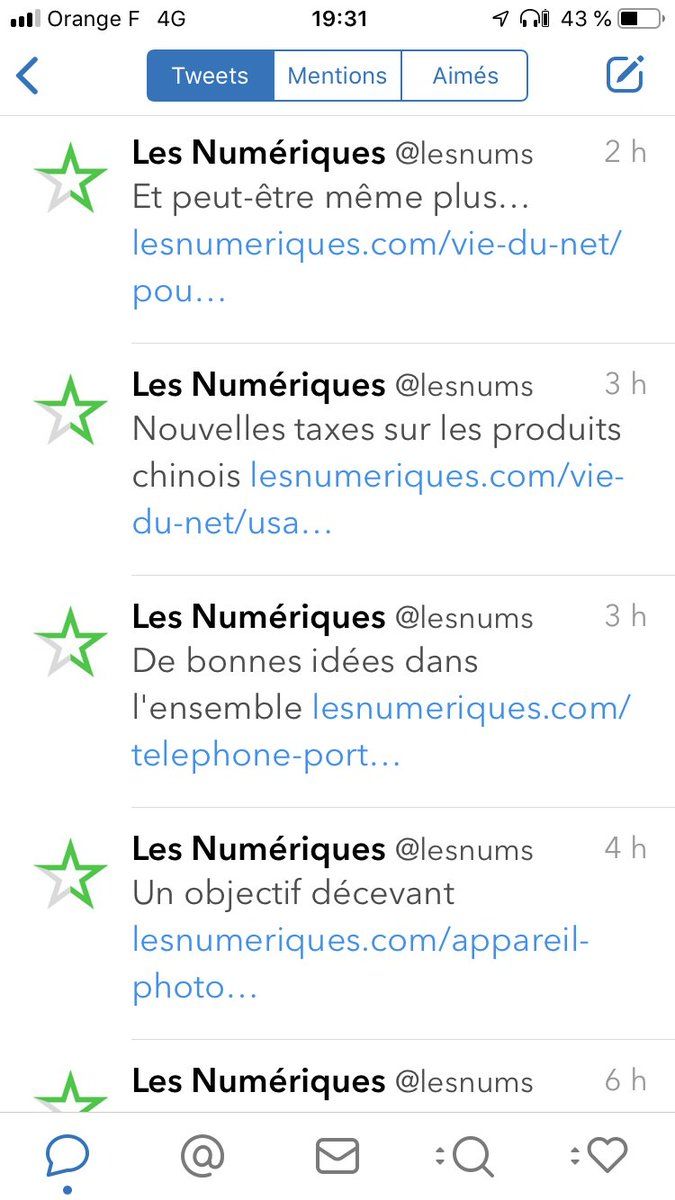 Orange F 4G 19:31 43 %
Tweets Mentions Aimés
Les Numériques @lesnums 2 h
Et peut-être même plus…
lesnumeriques.com/vie-du-net/
pou…
Les Numériques @lesnums 3 h
Nouvelles taxes sur les produits
chinois lesnumeriques.com/vie-
du-net/usa…
Les Numériques @lesnums 3 h
De bonnes idées dans
l'ensemble lesnumeriques.com/
telephone-port…
Les Numériques @lesnums 4 h
Un objectif décevant
lesnumeriques.com/appareil-
photo…
Les Numériques @lesnums 6 h